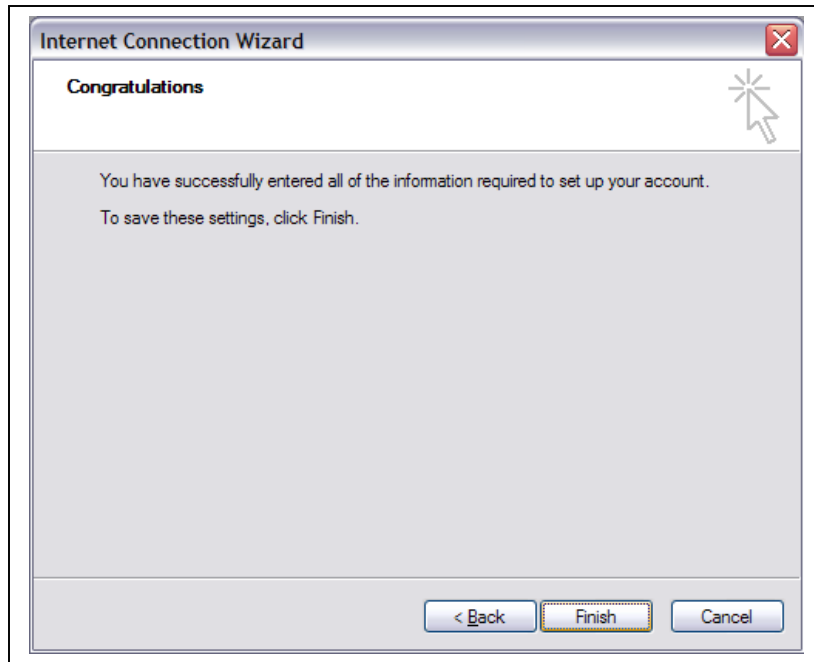 Internet Connection Wizard
Congratulations
You have successfully entered all of the information required to set up your account.
To save these settings, click Finish.
< Back Finish Cancel